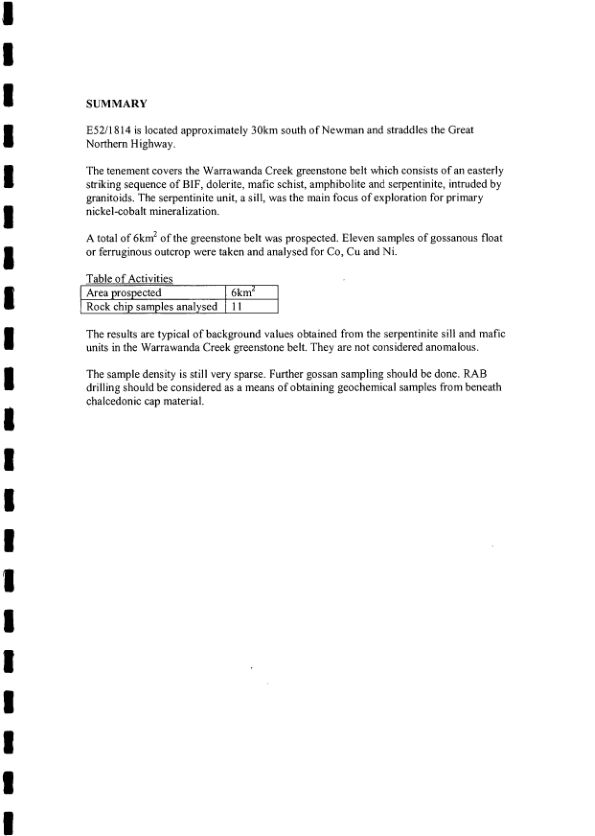 SUMMARY
E52/1814 is located approximately 30km south of Newman and straddles the Great
Northern Highway.
The tenement covers the Warrawanda Creek greenstone belt which consists of an easterly
striking sequence of BIF, dolerite, mafic schist, amphibolite and serpentinite, intruded by
granitoids. The serpentinite unit, a sill, was the main focus of exploration for primary
nickel-cobalt mineralization.
A total of 6km² of the greenstone belt was prospected. Eleven samples of gossanous float
or ferruginous outcrop were taken and analysed for Co, Cu and Ni.
Table of Activities
Area prospected 6km²
Rock chip samples analysed 11
The results are typical of background values obtained from the serpentinite sill and mafic
units in the Warrawanda Creek greenstone belt. They are not considered anomalous.
The sample density is still very sparse. Further gossan sampling should be done. RAB
drilling should be considered as a means of obtaining geochemical samples from beneath
chalcedonic cap material.